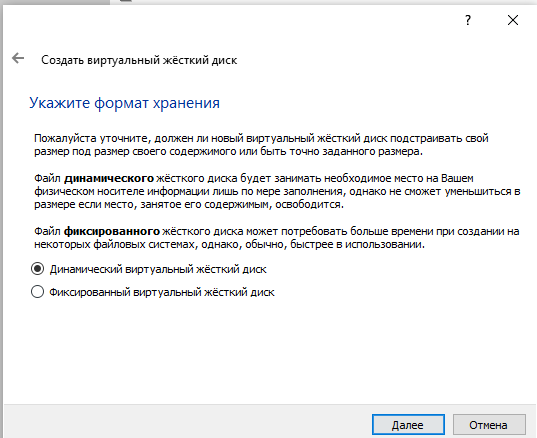 ?
Создать виртуальный жёсткий диск
Укажите формат хранения
Пожалуйста уточните, должен ли новый виртуальный жёсткий диск подстраивать свой
размер под размер своего содержимого или быть точно заданного размера.
Файл динамического жёсткого диска будет занимать необходимое место на Вашем
физическом носителе информации лишь по мере заполнения, однако не сможет уменьшиться в
размере если место, занятое его содержимым, освободится.
Файл фиксированного жёсткого диска может потребовать больше времени при создании на
некоторых файловых системах, однако, обычно, быстрее в использовании.
Динамический виртуальный жёсткий диск
Фиксированный виртуальный жёсткий диск
Далее
Отмена